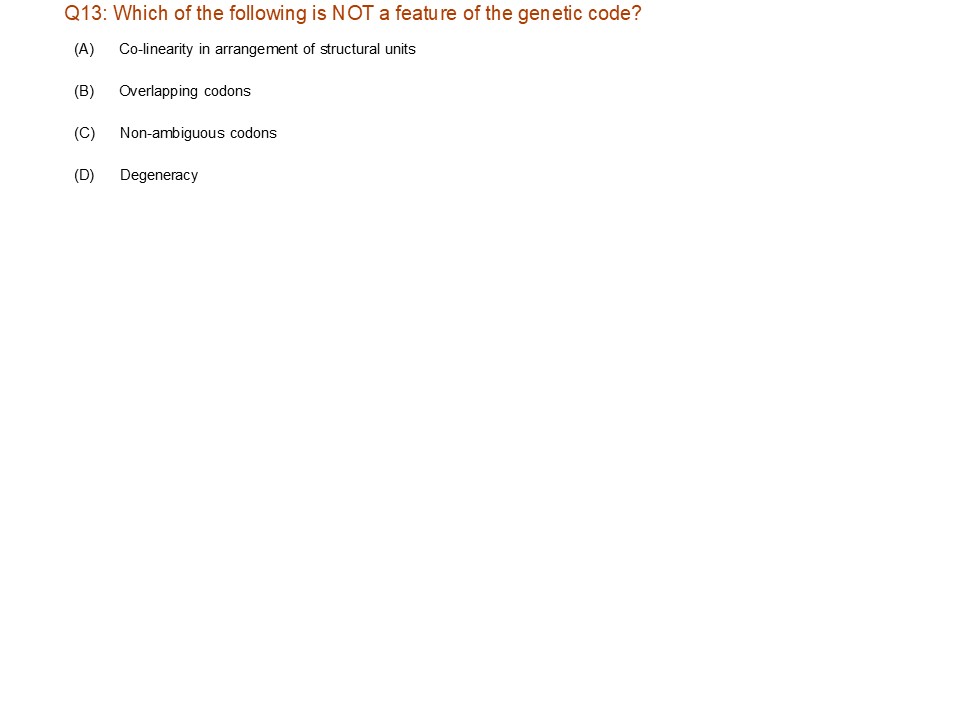 Q13: Which of the following is NOT a feature of the genetic code?
(A) Co-linearity in arrangement of structural units
(B) Overlapping codons
(C) Non-ambiguous codons
(D) Degeneracy